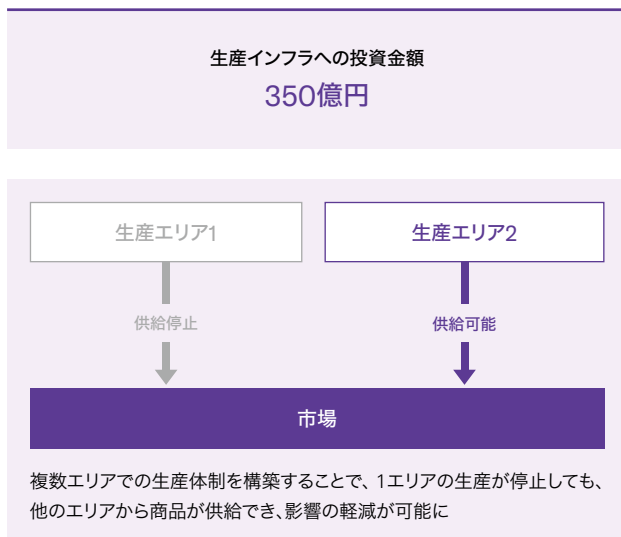 生産インフラへの投資金額
350億円
生産エリア1
生産エリア2
供給停止
供給可能
市場
複数エリアでの生産体制を構築することで、1エリアの生産が停止しても、
他のエリアから商品が供給でき、影響の軽減が可能に